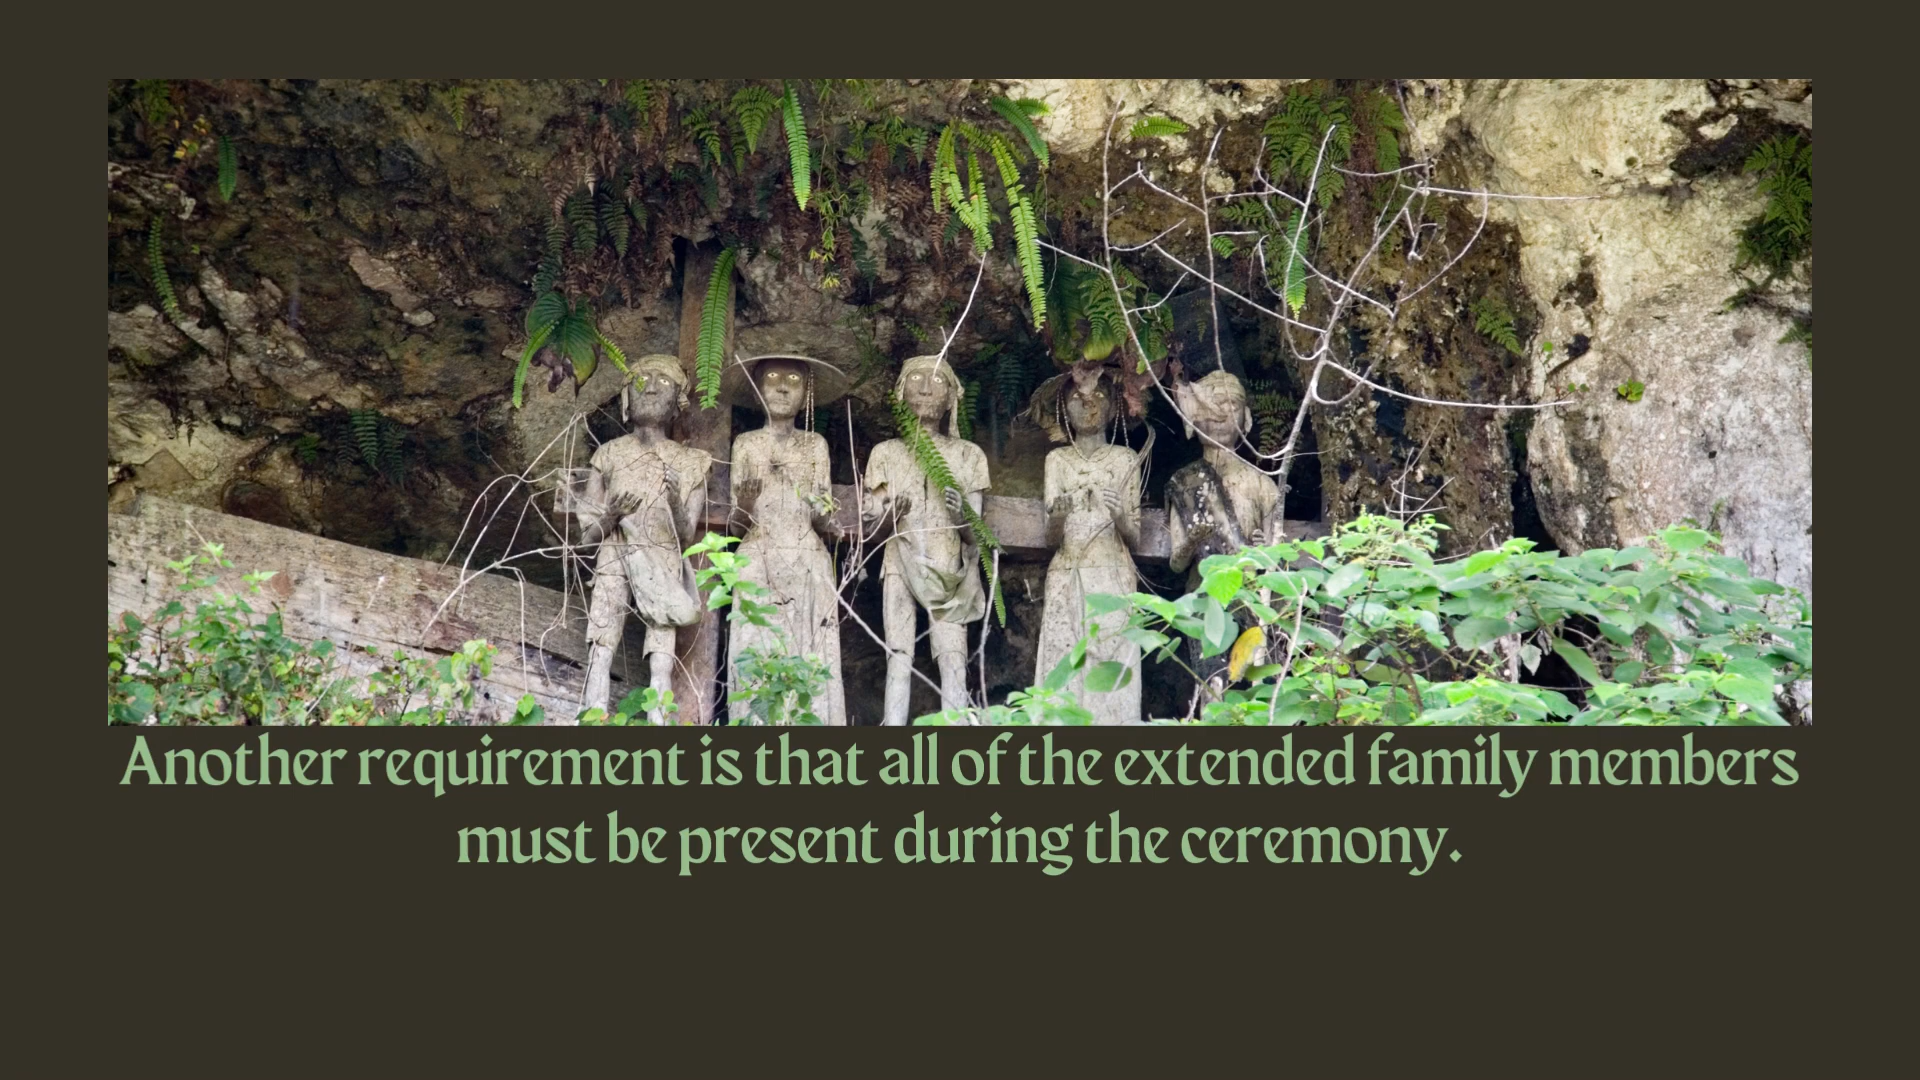 Another requirement is that all of the extended family members
must be present during the ceremony.